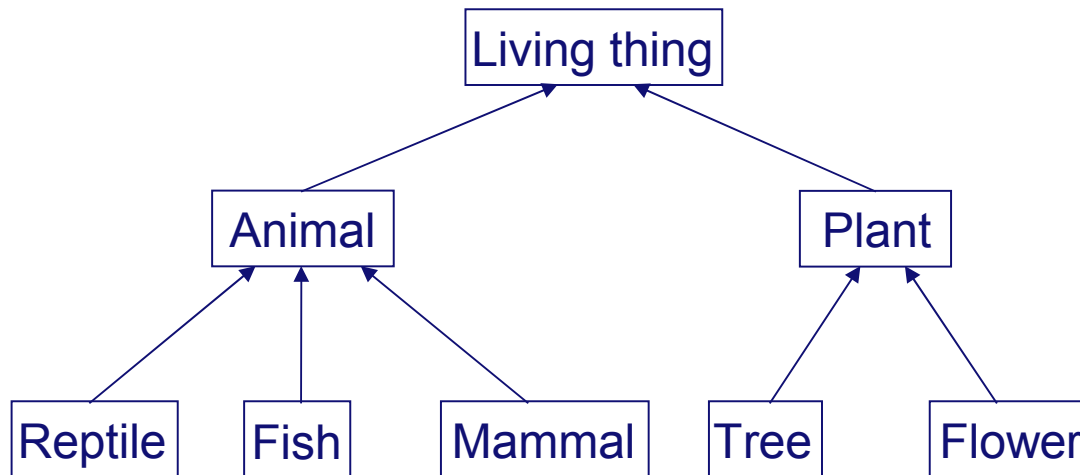 Living thing
Animal
Plant
Reptile
Fish
Mammal
Tree
Flower